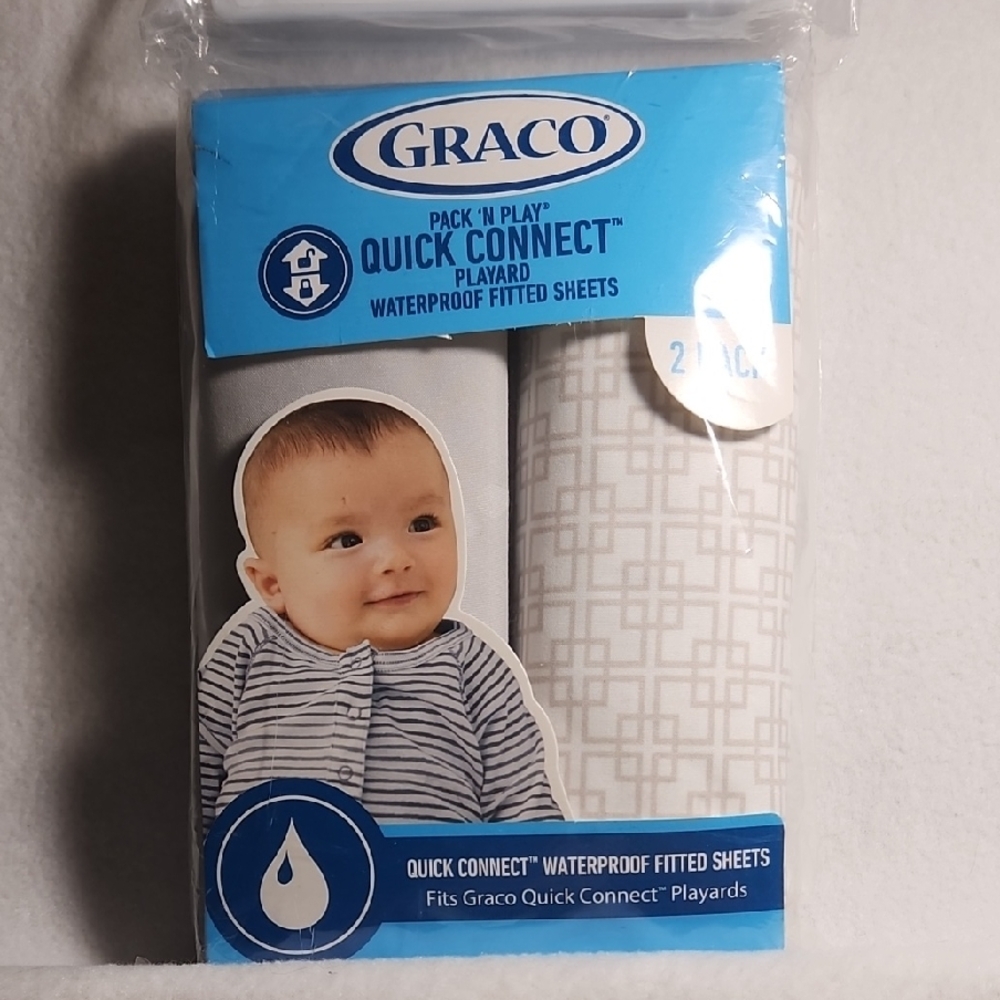 GRACO®
PACK 'N PLAY®
QUICK CONNECT™
PLAYARD
WATERPROOF FITTED SHEETS
2 PACK
QUICK CONNECT™ WATERPROOF FITTED SHEETS
Fits Graco Quick Connect™ Playards